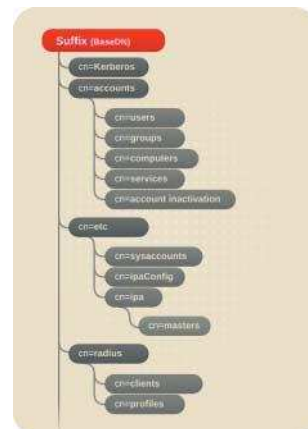 Suffix (BaseDN)
cn=Kerberos
cn=accounts
cn=users
cn=groups
cn=computers
cn=services
cn=account inactivation
cn=etc
cn=sysaccounts
cn=ipaConfig
cn=ipa
cn=masters
cn=radius
cn=clients
cn=profiles